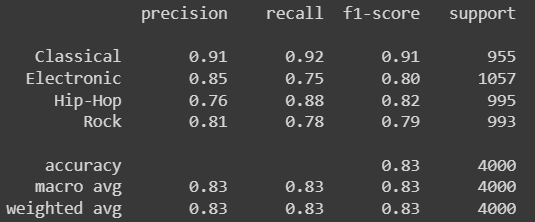 precision recall f1-score support
Classical 0.91 0.92 0.91 955
Electronic 0.85 0.75 0.80 1057
Hip-Hop 0.76 0.88 0.82 995
Rock 0.81 0.78 0.79 993
accuracy 0.83 4000
macro avg 0.83 0.83 0.83 4000
weighted avg 0.83 0.83 0.83 4000